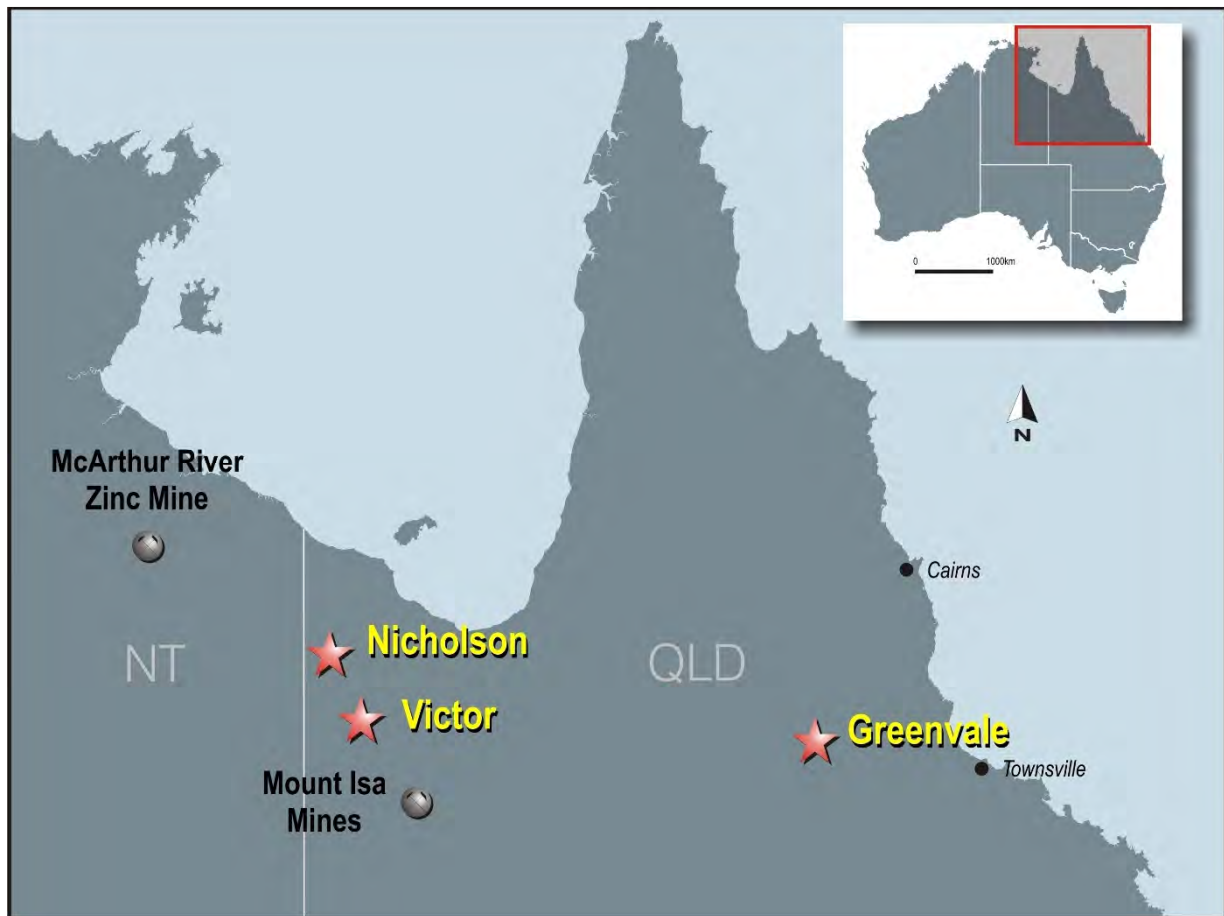 0 1000km
N
McArthur River
Zinc Mine
Cairns
NT
Nicholson
QLD
Victor
Greenvale
Townsville
Mount Isa
Mines